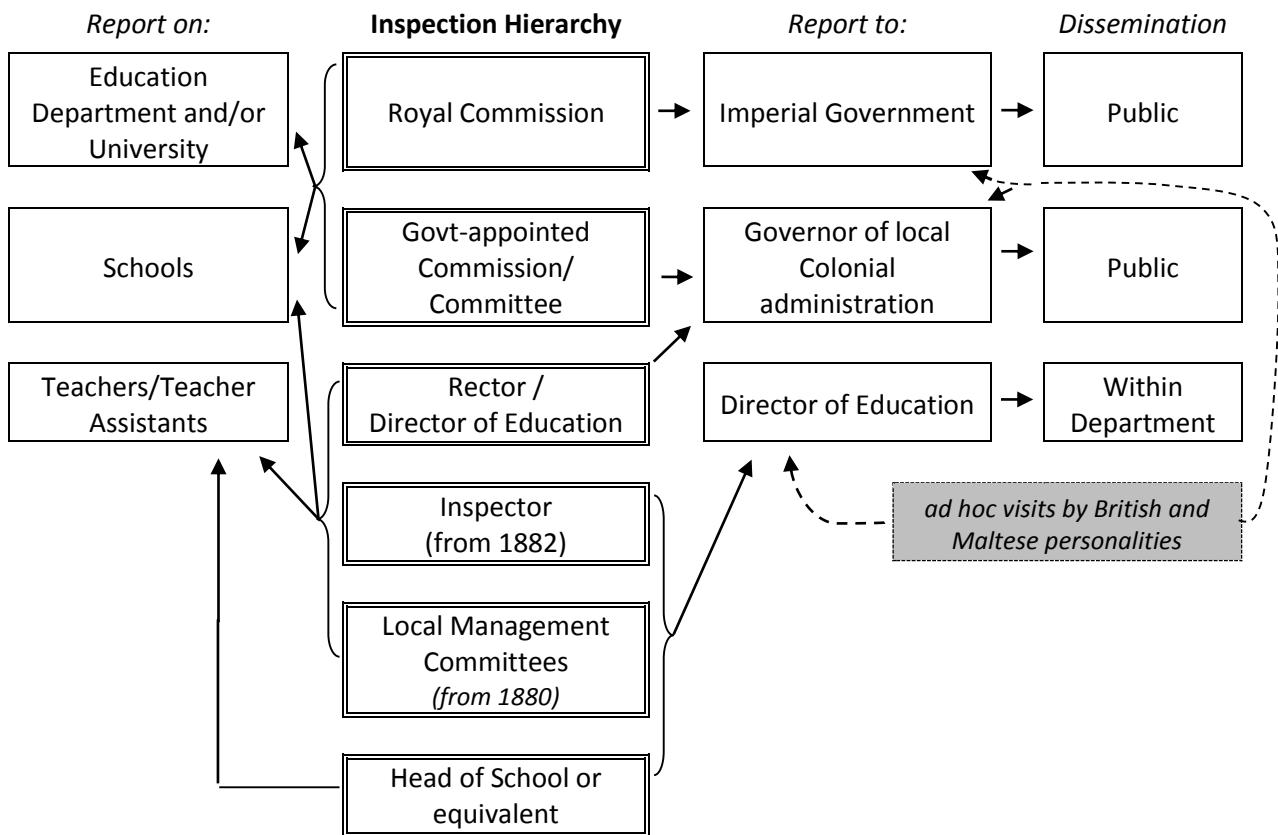 Report on:
Inspection Hierarchy
Report to:
Dissemination
Education
Department and/or
University
Royal Commission
Imperial Government
Public
Schools
Govt-appointed
Commission/
Committee
Governor of local
Colonial
administration
Public
Teachers/Teacher
Assistants
Rector /
Director of Education
Director of Education
Within
Department
Inspector
(from 1882)
ad hoc visits by British and
Maltese personalities
Local Management
Committees
(from 1880)
Head of School or
equivalent